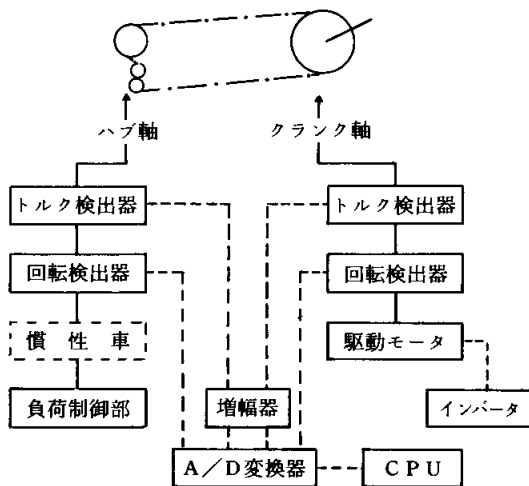 ハブ軸
クランク軸
トルク検出器
トルク検出器
回転検出器
回転検出器
慣性車
駆動モータ
負荷制御部
増幅器
インバータ
A/D変換器
CPU